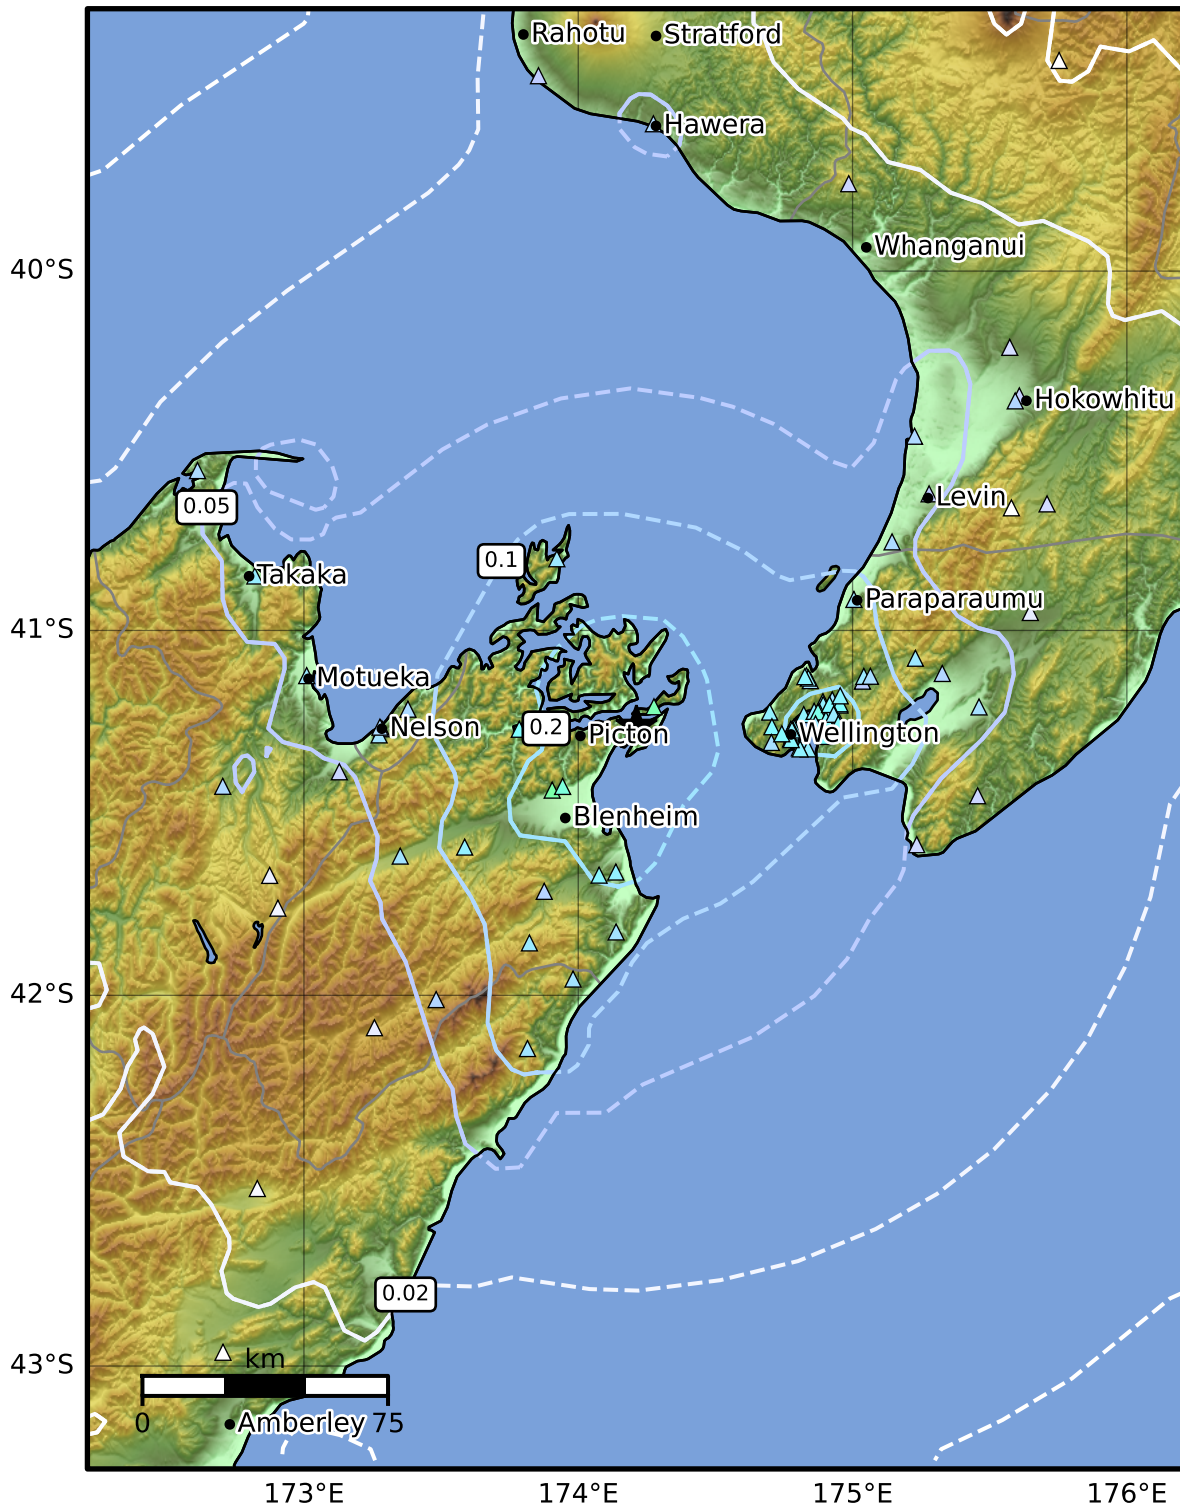 Rahotu
Stratford
Hawera
Whanganui
40°S
Hokowhitu
Levin
0.05
0.1
Takaka
Paraparaumu
41°S
Motueka
Nelson
0.2
Picton
Wellington
Blenheim
42°S
0.02
43°S
km
0
75
Amberley
173°E
174°E
175°E
176°E